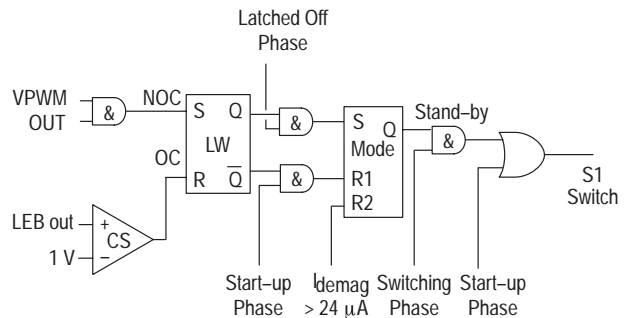 Latched Off
Phase
VPWM
OUT
&
NOC
S
Q
LW
OC
R
Q
&
&
S
Q
Mode
R1
R2
Stand–by
&
S1
Switch
LEB out
+
CS
1 V
–
Start–up
Phase
Idemag
> 24 μA
Switching
Phase
Start–up
Phase